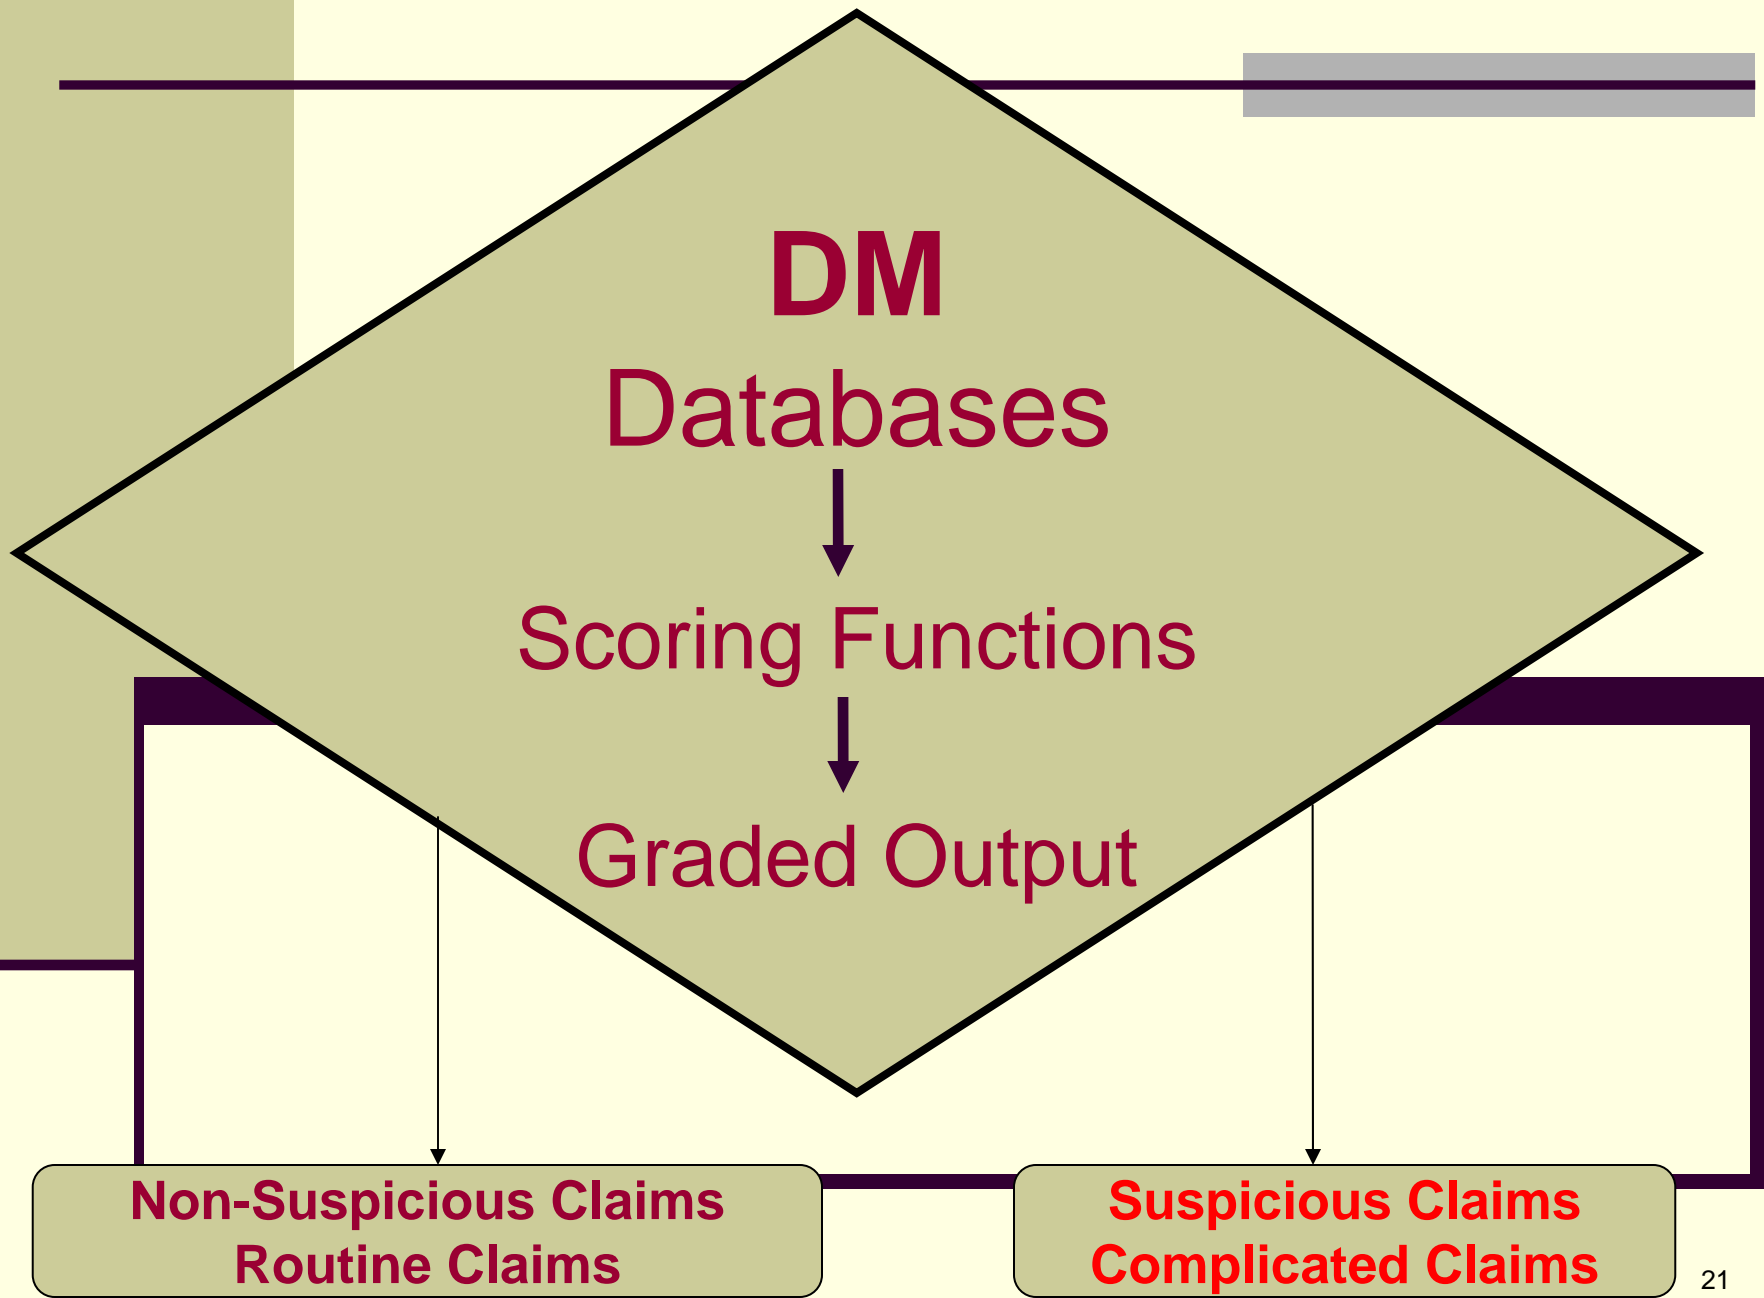 DM
Databases
Scoring Functions
Graded Output
Non-Suspicious Claims
Routine Claims
Suspicious Claims
Complicated Claims
21